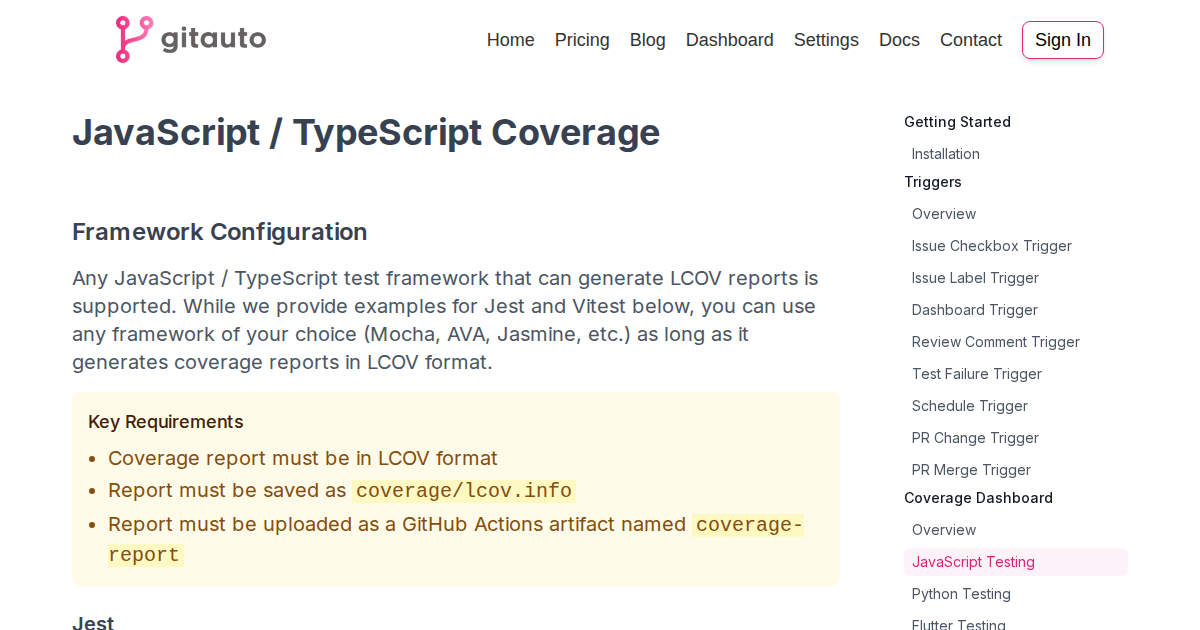 gitauto
Home Pricing Blog Dashboard Settings Docs Contact Sign In
JavaScript / TypeScript Coverage
Framework Configuration
Any JavaScript / TypeScript test framework that can generate LCOV reports is
supported. While we provide examples for Jest and Vitest below, you can use
any framework of your choice (Mocha, AVA, Jasmine, etc.) as long as it
generates coverage reports in LCOV format.
Key Requirements
• Coverage report must be in LCOV format
• Report must be saved as coverage/lcov.info
• Report must be uploaded as a GitHub Actions artifact named coverage-
report
Jest
Getting Started
Installation
Triggers
Overview
Issue Checkbox Trigger
Issue Label Trigger
Dashboard Trigger
Review Comment Trigger
Test Failure Trigger
Schedule Trigger
PR Change Trigger
PR Merge Trigger
Coverage Dashboard
Overview
JavaScript Testing
Python Testing
Flutter Testing